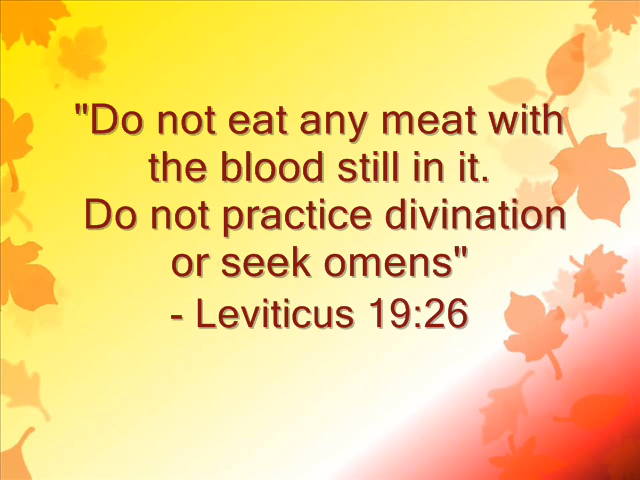 "Do not eat any meat with
the blood still in it.
Do not practice divination
or seek omens"
- Leviticus 19:26